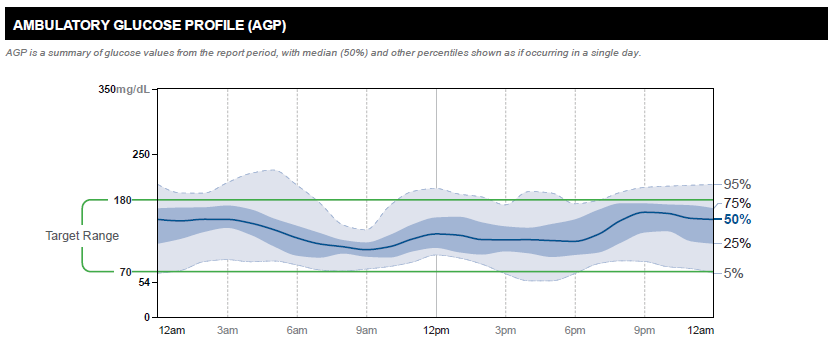 AMBULATORY GLUCOSE PROFILE (AGP)
AGP is a summary of glucose values from the report period, with median (50%) and other percentiles shown as if occurring in a single day.
350mg/dL
250
95%
180
75%
50%
Target Range
25%
70
5%
54
0
12am 3am 6am 9am 12pm 3pm 6pm 9pm 12am